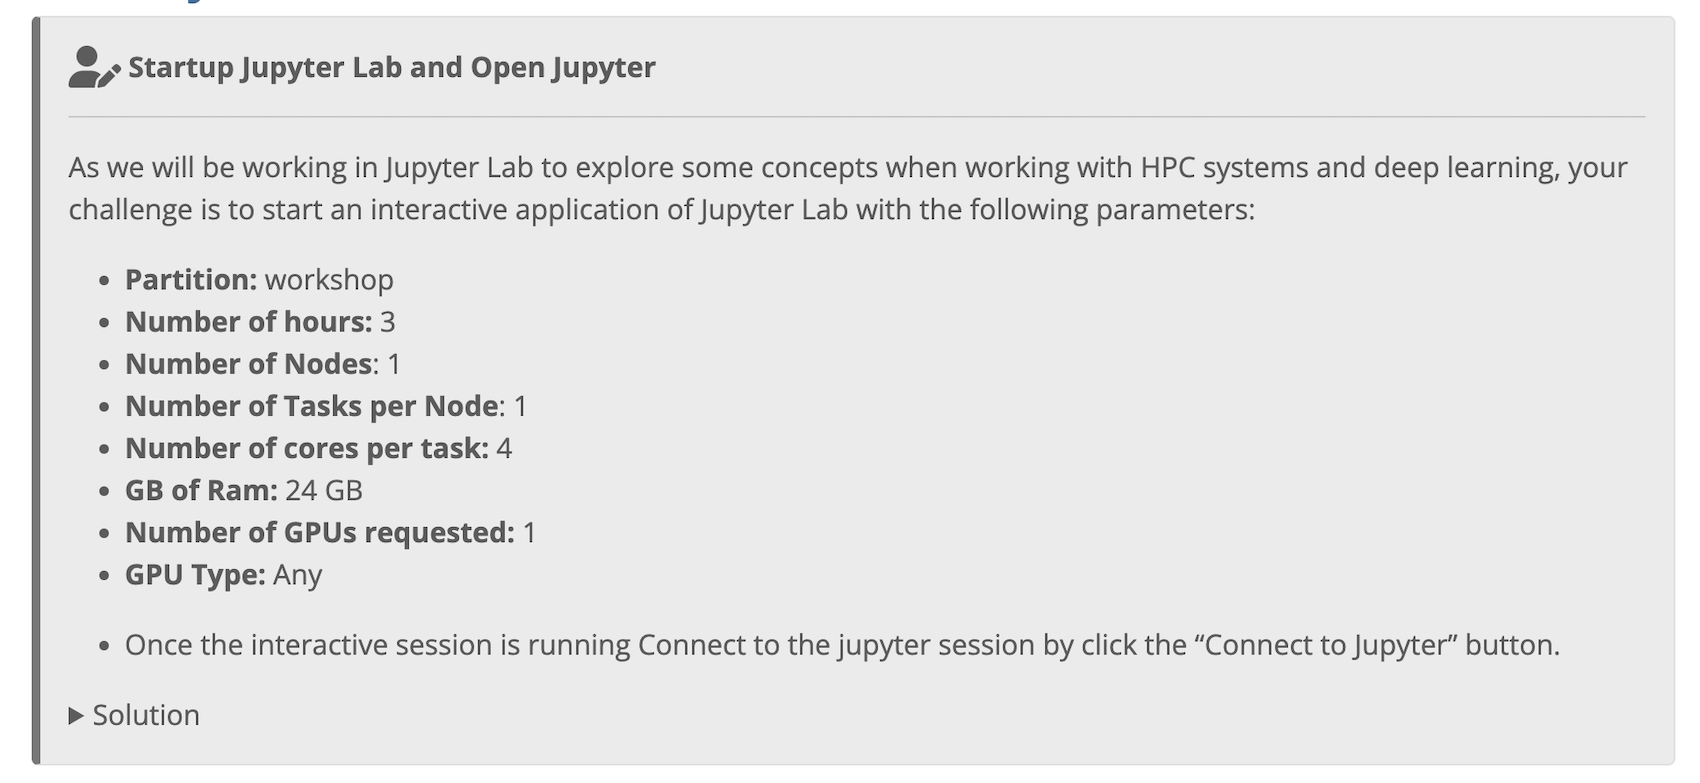 Startup Jupyter Lab and Open Jupyter
As we will be working in Jupyter Lab to explore some concepts when working with HPC systems and deep learning, your
challenge is to start an interactive application of Jupyter Lab with the following parameters:
• Partition: workshop
• Number of hours: 3
• Number of Nodes: 1
• Number of Tasks per Node: 1
• Number of cores per task: 4
• GB of Ram: 24 GB
• Number of GPUs requested: 1
• GPU Type: Any
• Once the interactive session is running Connect to the jupyter session by click the “Connect to Jupyter” button.
▶ Solution